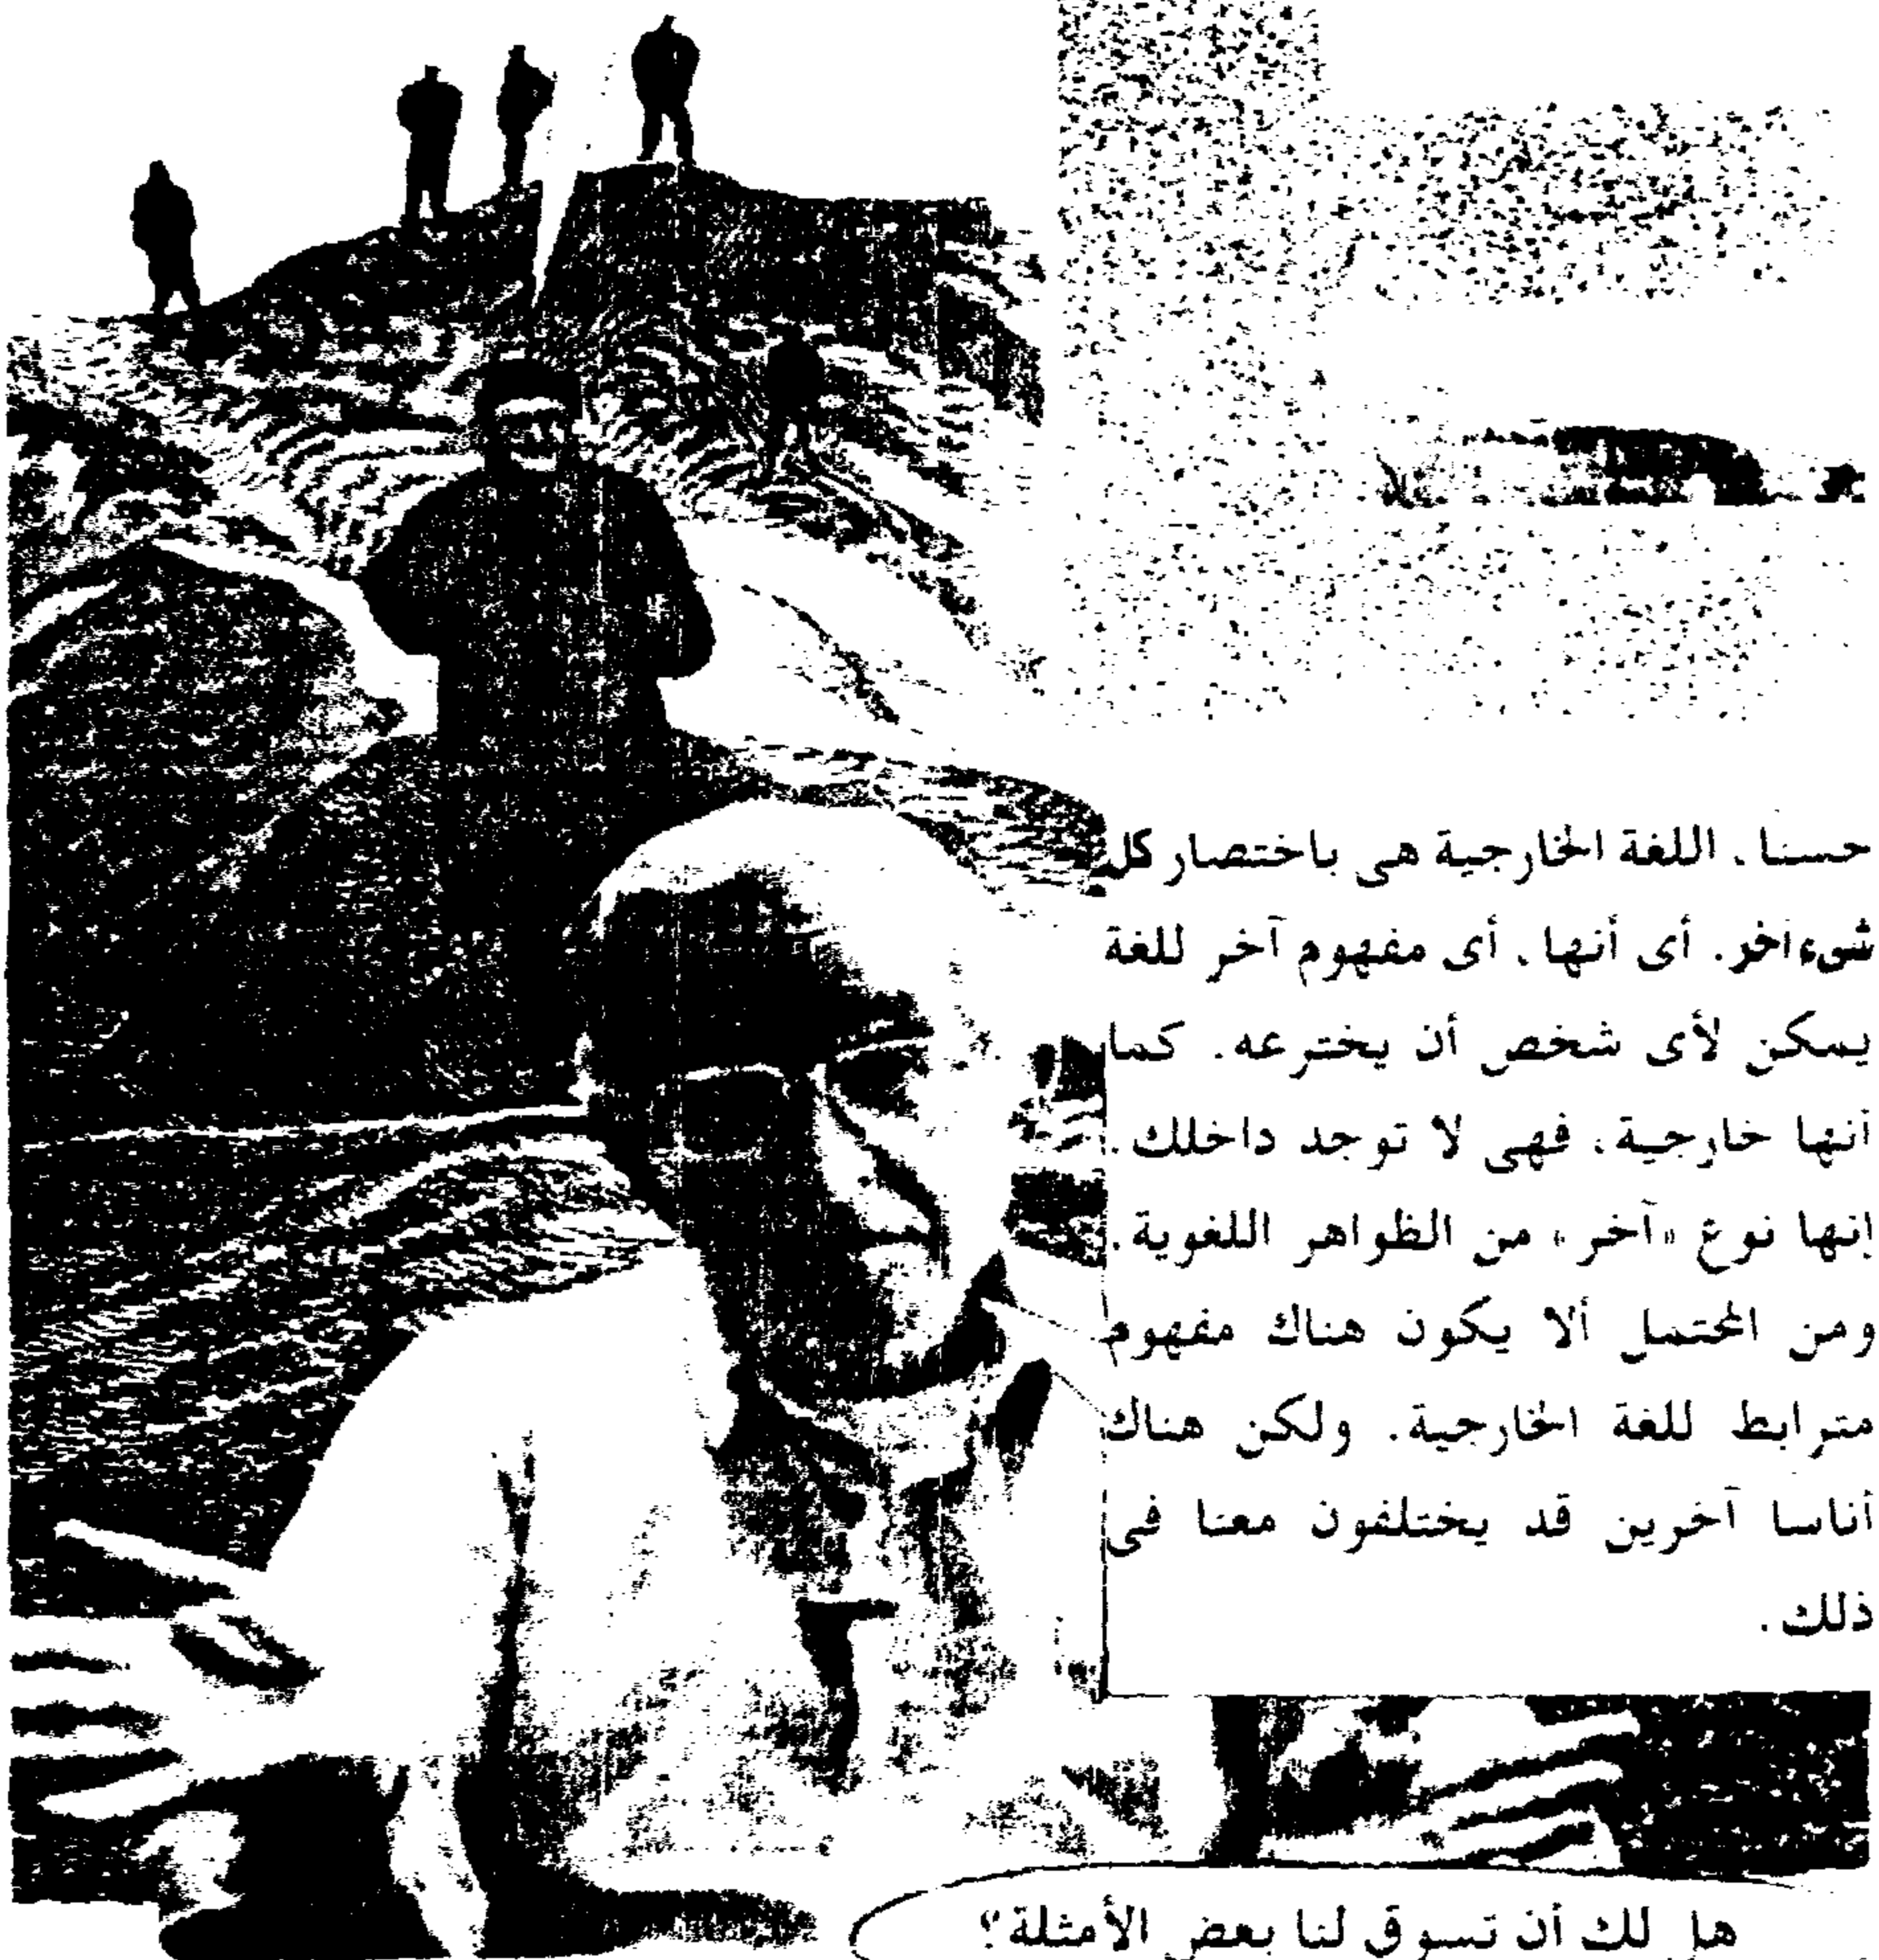 حسنا . اللغة الخارجية هى باختصار كل
شىء اخر. أى أنها . أى مفهوم آخر للغة
يمكن لأى شخص أن يخترعه. كما
أنها خارجية، فهى لا توجد داخلك .
إنها نوع «آخر» من الظواهر اللغوية .
ومن المحتمل ألا يكون هناك مفهوم
مترابط للغة الخارجية. ولكن هناك
أناسا آخرين قد يختلفون معنا فى
ذلك .
هل لك أن تسوق لنا بعض الأمثلة؟